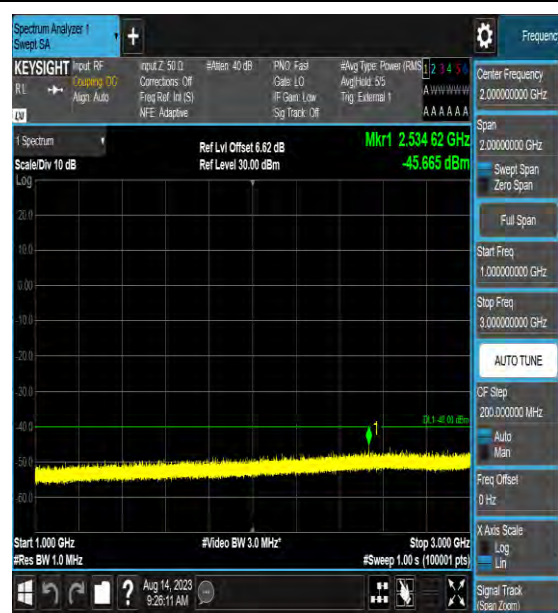 Spectrum Analyzer 1
Swept SA
Frequenc
KEYSIGHT
RL
Input: RF
Coupling: DC
Align: Auto
Input Z: 50 Ω
Corrections: Off
Freq Ref: Int (S)
NFE: Adaptive
#Atten: 40 dB
PNO: Fast
Gate: LO
IF Gain: Low
Sig Track: Off
#Avg Type: Power (RMS
Avg|Hold: 5/5
Trig: External 1
1 2 3 4 5 6
A W W W W W
A A A A A A
LXI
1 Spectrum
Scale/Div 10 dB
Ref Lvl Offset 6.62 dB
Ref Level 30.00 dBm
Mkr1 2.534 62 GHz
-45.665 dBm
Log
20.0
10.0
0.00
-10.0
-20.0
-30.0
-40.0
-50.0
-60.0
DL1 -40.00 dBm
1
Start 1.000 GHz
#Res BW 1.0 MHz
#Video BW 3.0 MHz*
Stop 3.000 GHz
#Sweep 1.00 s (100001 pts)
Center Frequency
2.000000000 GHz
Span
2.00000000 GHz
Swept Span
Zero Span
Full Span
Start Freq
1.000000000 GHz
Stop Freq
3.000000000 GHz
AUTO TUNE
CF Step
200.000000 MHz
Auto
Man
Freq Offset
0 Hz
X Axis Scale
Log
Lin
Signal Track
(Span Zoom)
?
Aug 14, 2023
9:26:11 AM